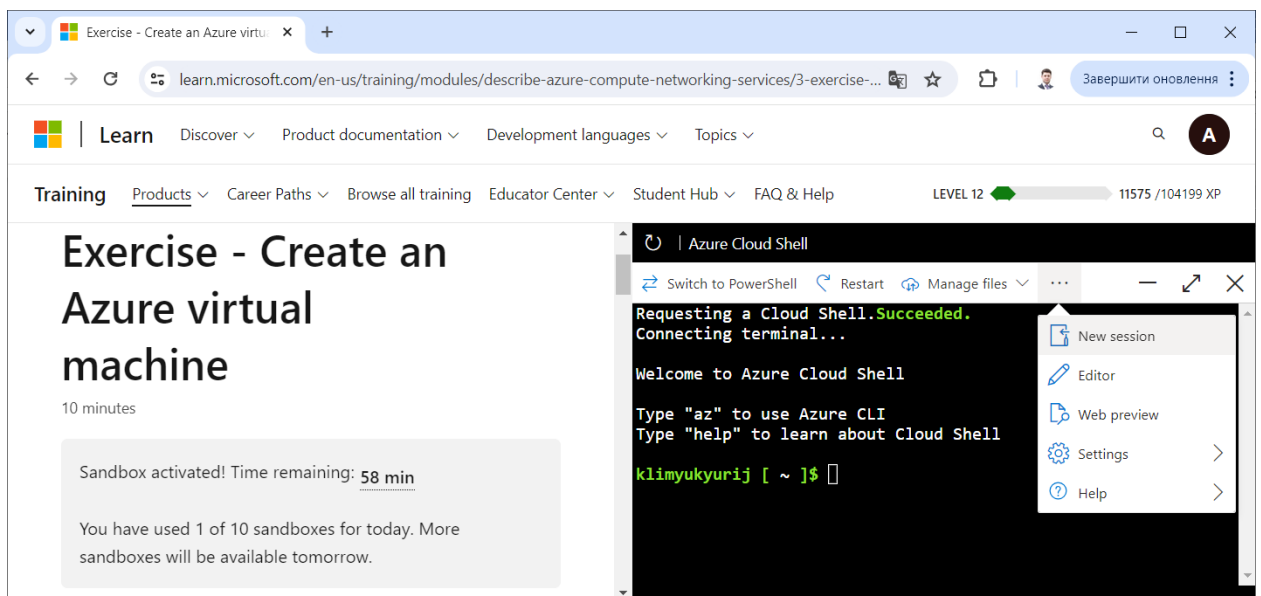 Exercise - Create an Azure virtu
learn.microsoft.com/en-us/training/modules/describe-azure-compute-networking-services/3-exercise-...
Завершити оновлення
Learn Discover Product documentation Development languages Topics
A
Training Products Career Paths Browse all training Educator Center Student Hub FAQ & Help LEVEL 12 11575 /104199 XP
Exercise - Create an
Azure virtual
machine
10 minutes
Sandbox activated! Time remaining: 58 min
You have used 1 of 10 sandboxes for today. More
sandboxes will be available tomorrow.
Azure Cloud Shell
Switch to PowerShell Restart Manage files ...
Requesting a Cloud Shell.Succeeded.
Connecting terminal...
Welcome to Azure Cloud Shell
Type "az" to use Azure CLI
Type "help" to learn about Cloud Shell
klimyukyurij [ ~ ]$
New session
Editor
Web preview
Settings
Help